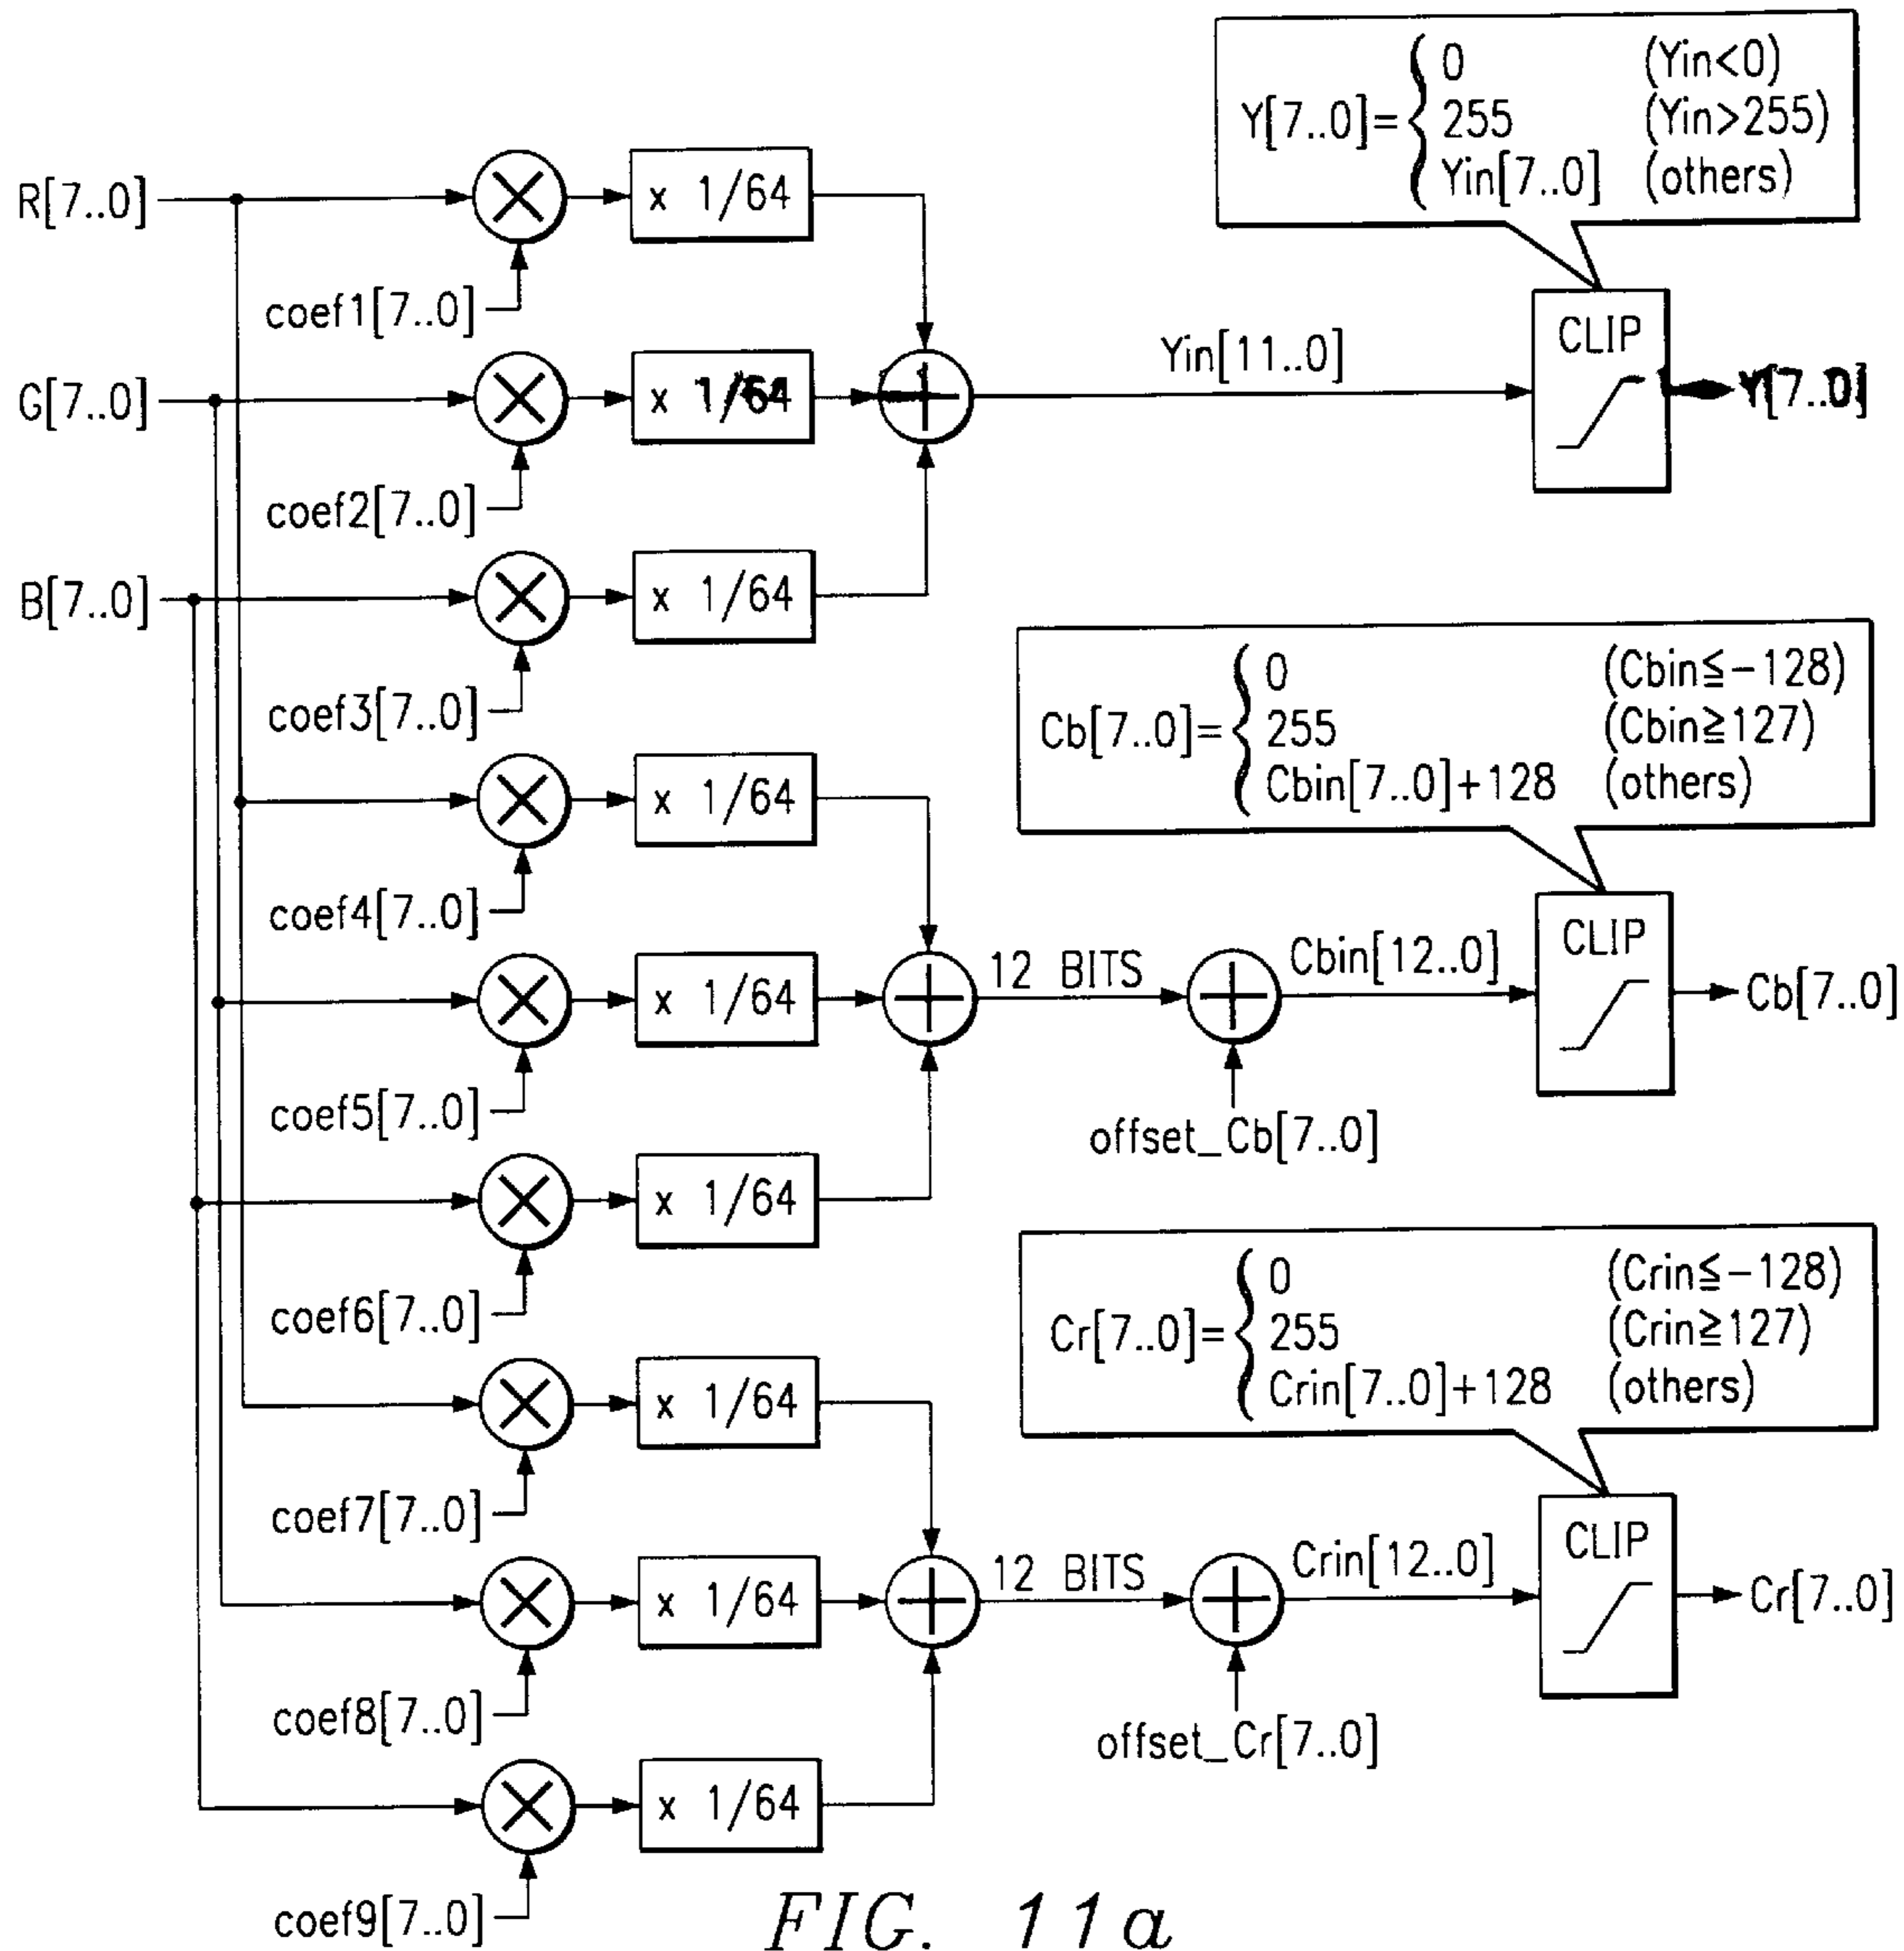 Y[7..0]= { 0 (Yin<0)
255 (Yin>255)
Yin[7..0] (others)
R[7..0]
x 1/64
coef1[7..0]
Yin[11..0]
CLIP
Y[7..0]
G[7..0]
x 1/64
coef2[7..0]
B[7..0]
x 1/64
coef3[7..0]
Cb[7..0]= { 0 (Cbin≦-128)
255 (Cbin≧127)
Cbin[7..0]+128 (others)
x 1/64
coef4[7..0]
12 BITS
Cbin[12..0]
CLIP
Cb[7..0]
x 1/64
coef5[7..0]
offset_Cb[7..0]
x 1/64
coef6[7..0]
Cr[7..0]= { 0 (Crin≦-128)
255 (Crin≧127)
Crin[7..0]+128 (others)
x 1/64
coef7[7..0]
12 BITS
Crin[12..0]
CLIP
Cr[7..0]
x 1/64
coef8[7..0]
offset_Cr[7..0]
x 1/64
coef9[7..0]
FIG. 11a